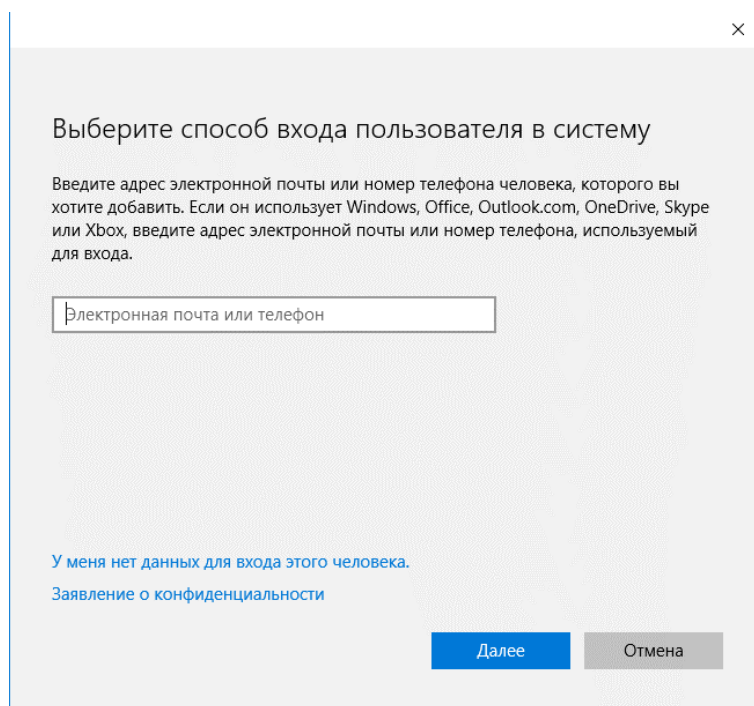 Выберите способ входа пользователя в систему
Введите адрес электронной почты или номер телефона человека, которого вы
хотите добавить. Если он использует Windows, Office, Outlook.com, OneDrive, Skype
или Xbox, введите адрес электронной почты или номер телефона, используемый
для входа.
Электронная почта или телефон
У меня нет данных для входа этого человека.
Заявление о конфиденциальности
Далее
Отмена